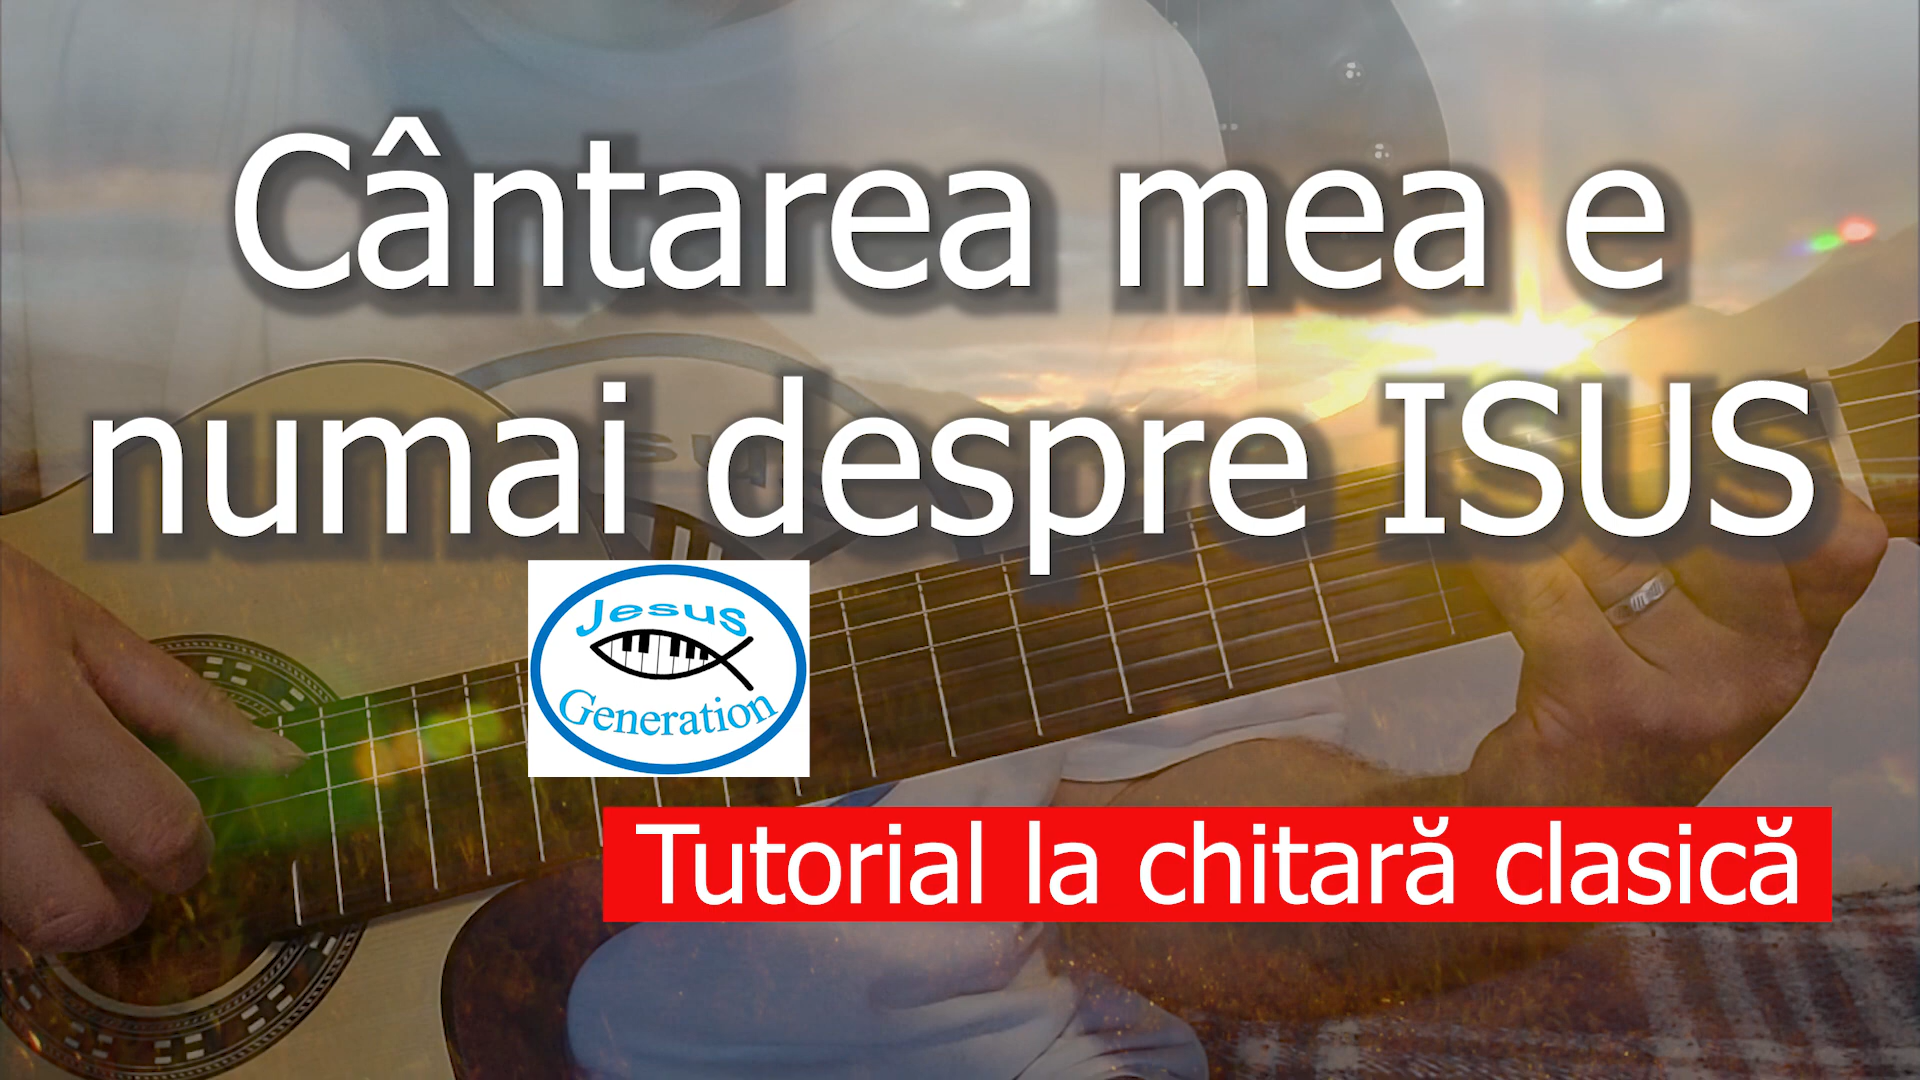 Cântarea mea e
numai despre ISUS
Jesus
Generation
Tutorial la chitară clasică